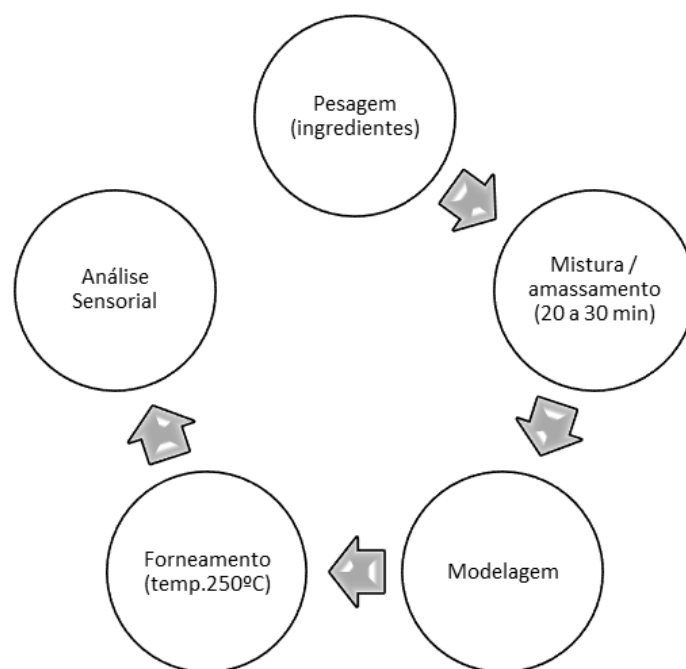 Pesagem
(ingredientes)
Mistura /
amassamento
(20 a 30 min)
Modelagem
Forneamento
(temp.250ºC)
Análise
Sensorial